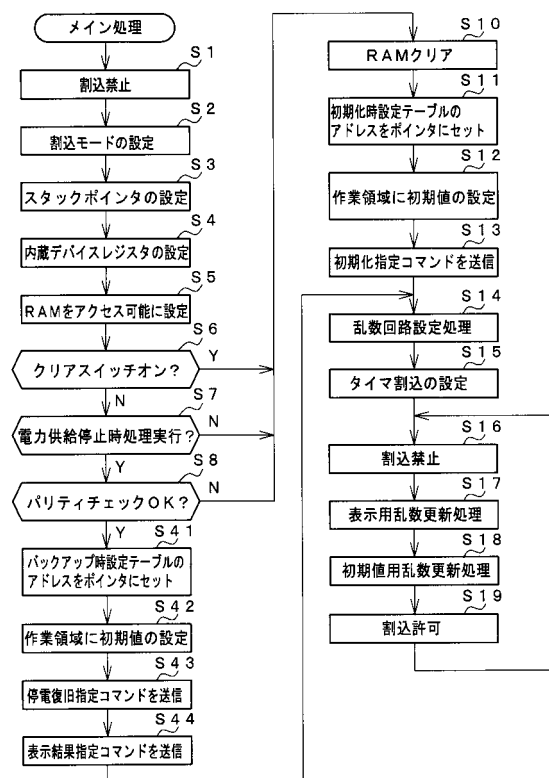 メイン処理
S1
割込禁止
S2
割込モードの設定
S3
スタックポインタの設定
S4
内蔵デバイスレジスタの設定
S5
RAMをアクセス可能に設定
S6
クリアスイッチオン?
Y
N
S7
電力供給停止時処理実行?
N
Y
S8
パリティチェックOK?
N
Y
S41
バックアップ時設定テーブルの
アドレスをポインタにセット
S42
作業領域に初期値の設定
S43
停電復旧指定コマンドを送信
S44
表示結果指定コマンドを送信
S10
RAMクリア
S11
初期化時設定テーブルの
アドレスをポインタにセット
S12
作業領域に初期値の設定
S13
初期化指定コマンドを送信
S14
乱数回路設定処理
S15
タイマ割込の設定
S16
割込禁止
S17
表示用乱数更新処理
S18
初期値用乱数更新処理
S19
割込許可